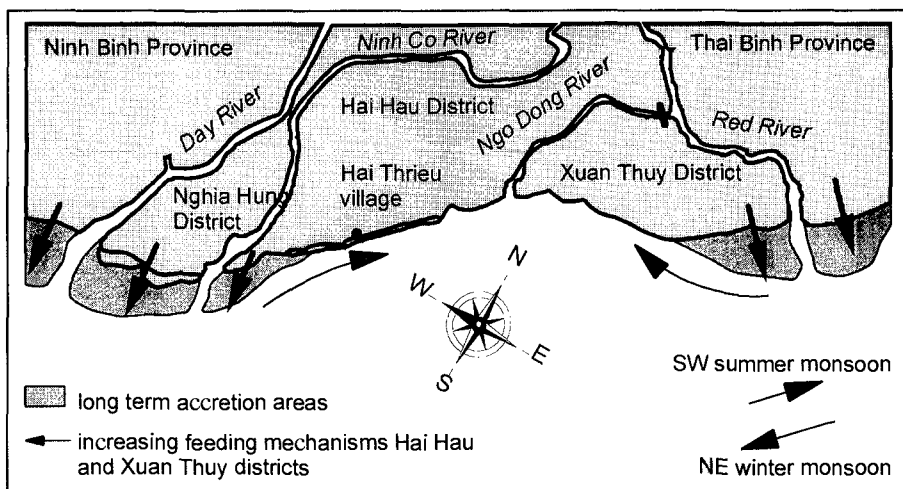 Ninh Binh Province
Ninh Co River
Thai Binh Province
Day River
Hai Hau District
Ngo Dong River
Red River
Nghia Hung
District
Hai Thrieu
village
Xuan Thuy District
N
W
E
S
SW summer monsoon
long term accretion areas
increasing feeding mechanisms Hai Hau
and Xuan Thuy districts
NE winter monsoon